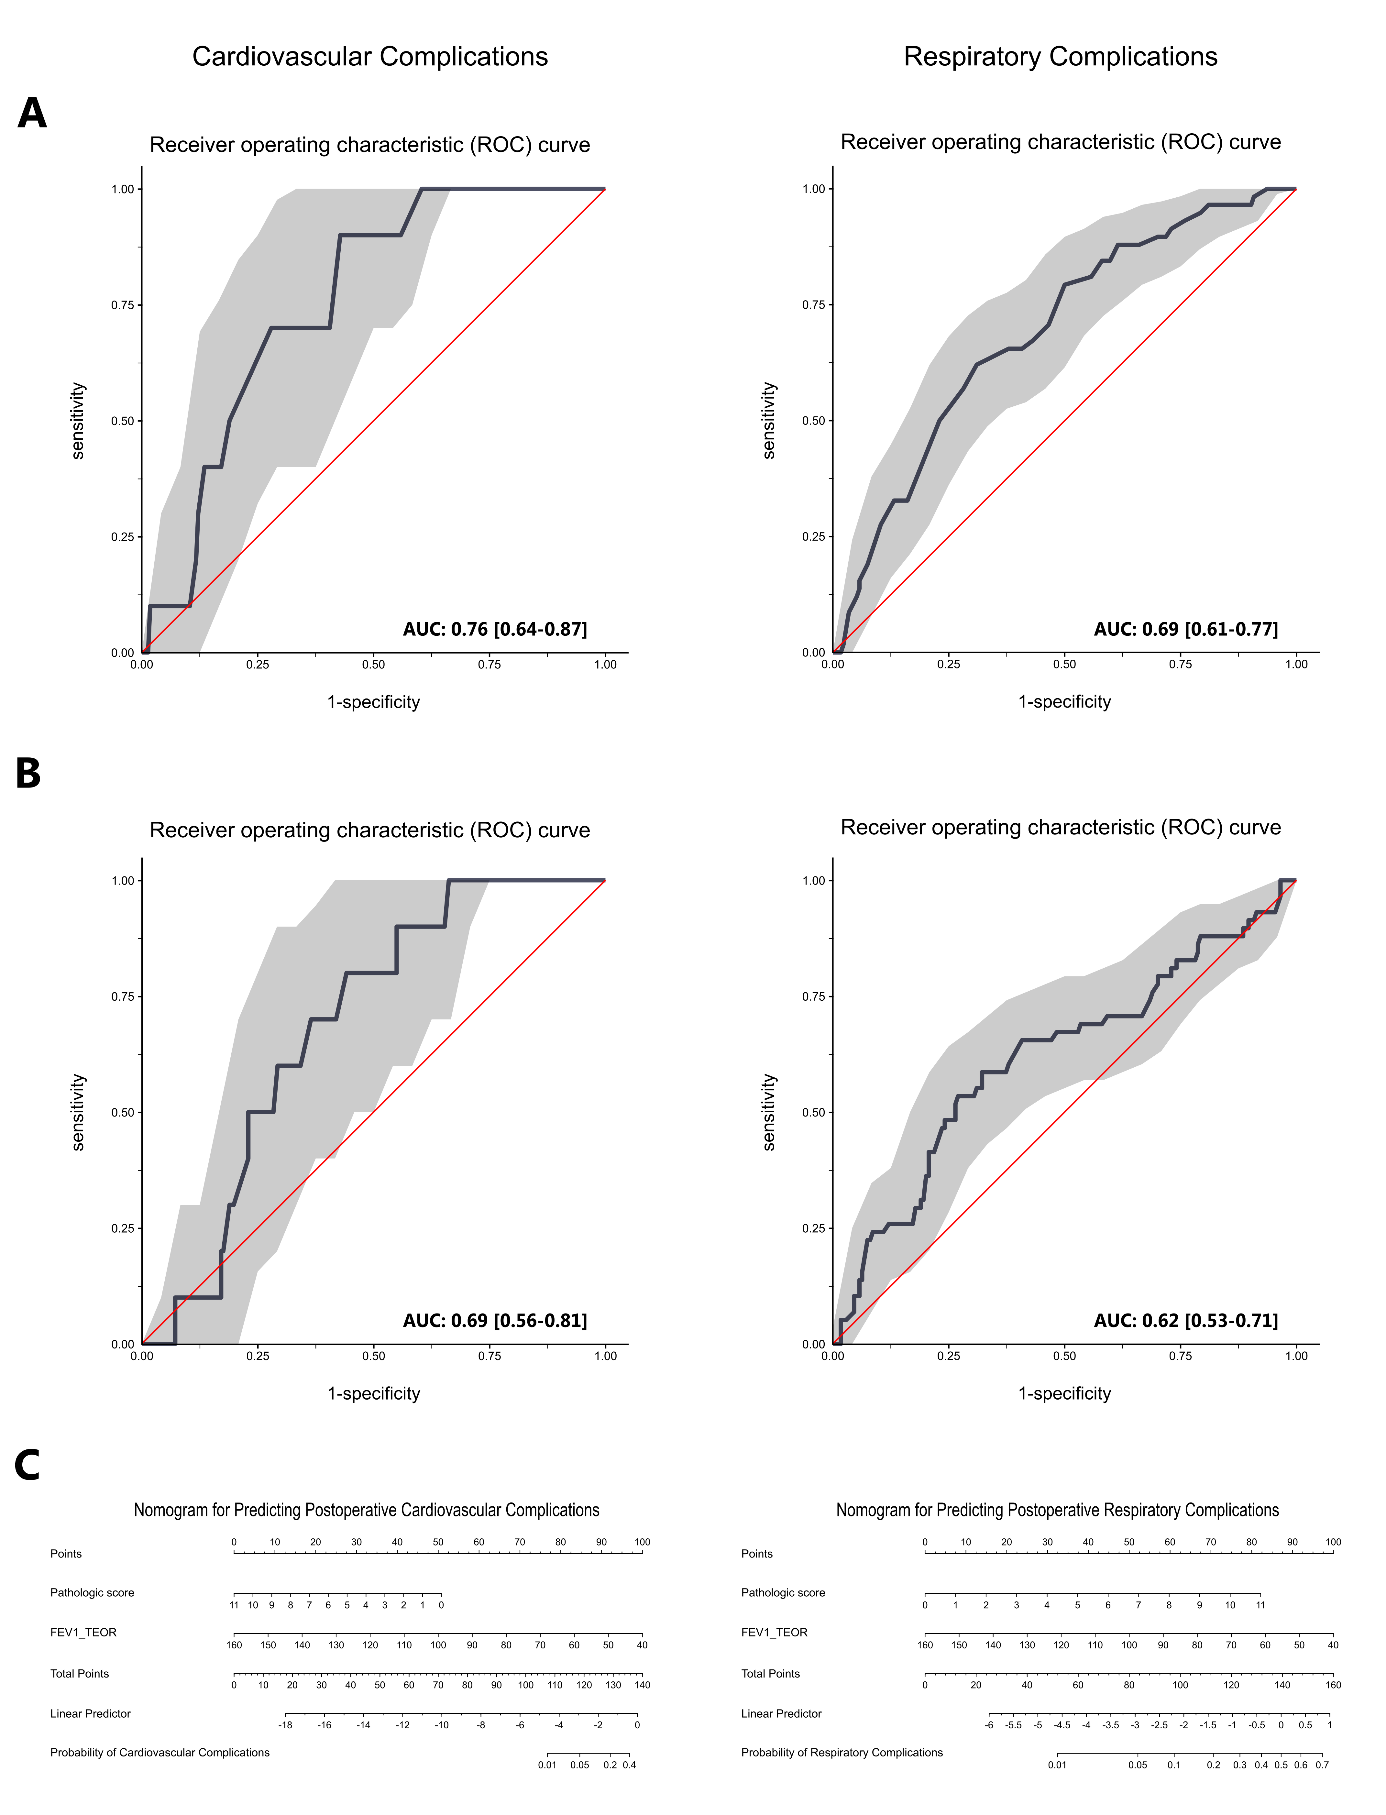 Cardiovascular Complications
Respiratory Complications
A
Receiver operating characteristic (ROC) curve
1.00
0.75
0.50
0.25
0.00
sensitivity
0.00 0.25 0.50 0.75 1.00
1-specificity
AUC: 0.76 [0.64-0.87]
Receiver operating characteristic (ROC) curve
1.00
0.75
0.50
0.25
0.00
sensitivity
0.00 0.25 0.50 0.75 1.00
1-specificity
AUC: 0.69 [0.61-0.77]
B
Receiver operating characteristic (ROC) curve
1.00
0.75
0.50
0.25
0.00
sensitivity
0.00 0.25 0.50 0.75 1.00
1-specificity
AUC: 0.69 [0.56-0.81]
Receiver operating characteristic (ROC) curve
1.00
0.75
0.50
0.25
0.00
sensitivity
0.00 0.25 0.50 0.75 1.00
1-specificity
AUC: 0.62 [0.53-0.71]
C
Nomogram for Predicting Postoperative Cardiovascular Complications
0 10 20 30 40 50 60 70 80 90 100
Points
Pathologic score
11 10 9 8 7 6 5 4 3 2 1 0
FEV1_TEOR
160 150 140 130 120 110 100 90 80 70 60 50 40
Total Points
0 10 20 30 40 50 60 70 80 90 100 110 120 130 140
Linear Predictor
-18 -16 -14 -12 -10 -8 -6 -4 -2 0
Probability of Cardiovascular Complications
0.01 0.05 0.2 0.4
Nomogram for Predicting Postoperative Respiratory Complications
0 10 20 30 40 50 60 70 80 90 100
Points
Pathologic score
0 1 2 3 4 5 6 7 8 9 10 11
FEV1_TEOR
160 150 140 130 120 110 100 90 80 70 60 50 40
Total Points
0 20 40 60 80 100 120 140 160
Linear Predictor
-6 -5.5 -5 -4.5 -4 -3.5 -3 -2.5 -2 -1.5 -1 -0.5 0 0.5 1
Probability of Respiratory Complications
0.01 0.05 0.1 0.2 0.3 0.4 0.5 0.6 0.7